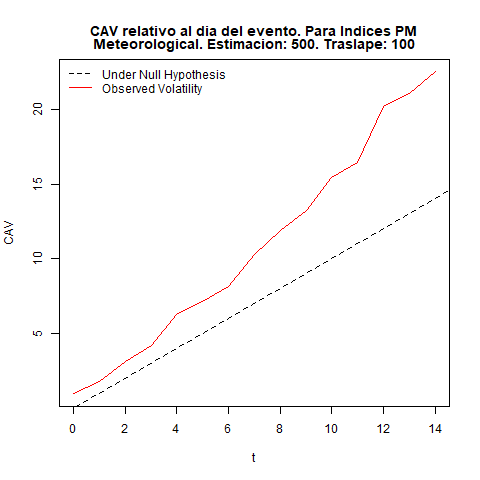 CAV relativo al dia del evento. Para Indices PM
Meteorological. Estimacion: 500. Traslape: 100
Under Null Hypothesis
Observed Volatility
CAV
20
15
10
5
0 2 4 6 8 10 12 14
t